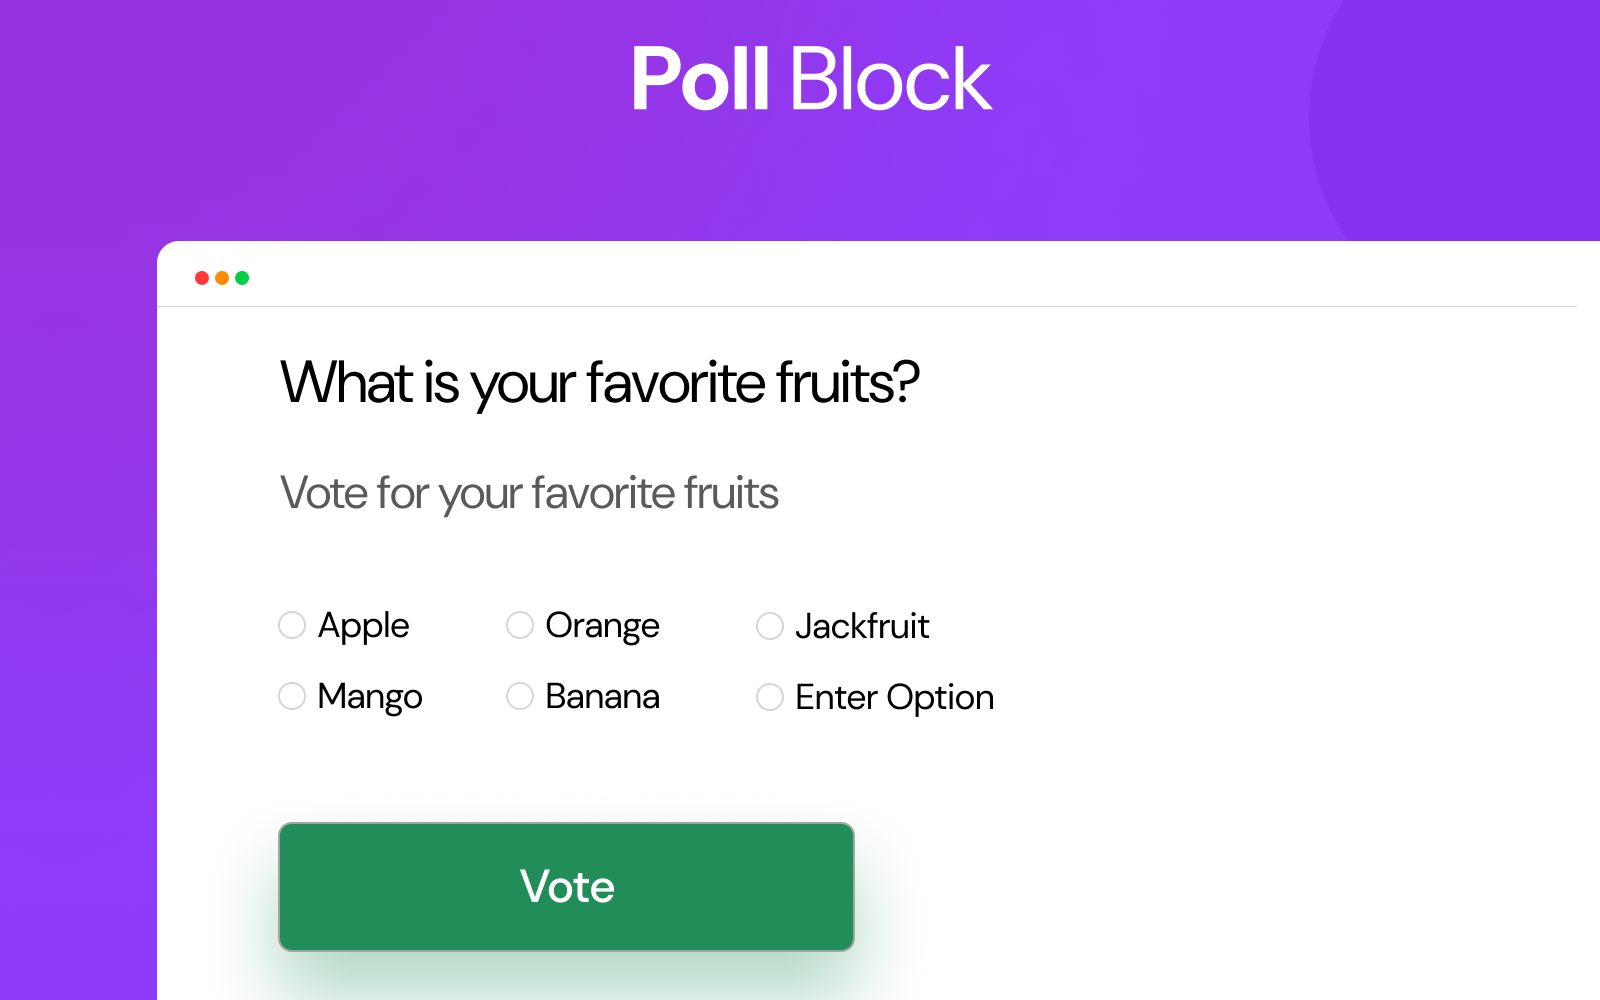 Poll Block
What is your favorite fruits?
Vote for your favorite fruits
Apple Orange Jackfruit
Mango Banana Enter Option
Vote